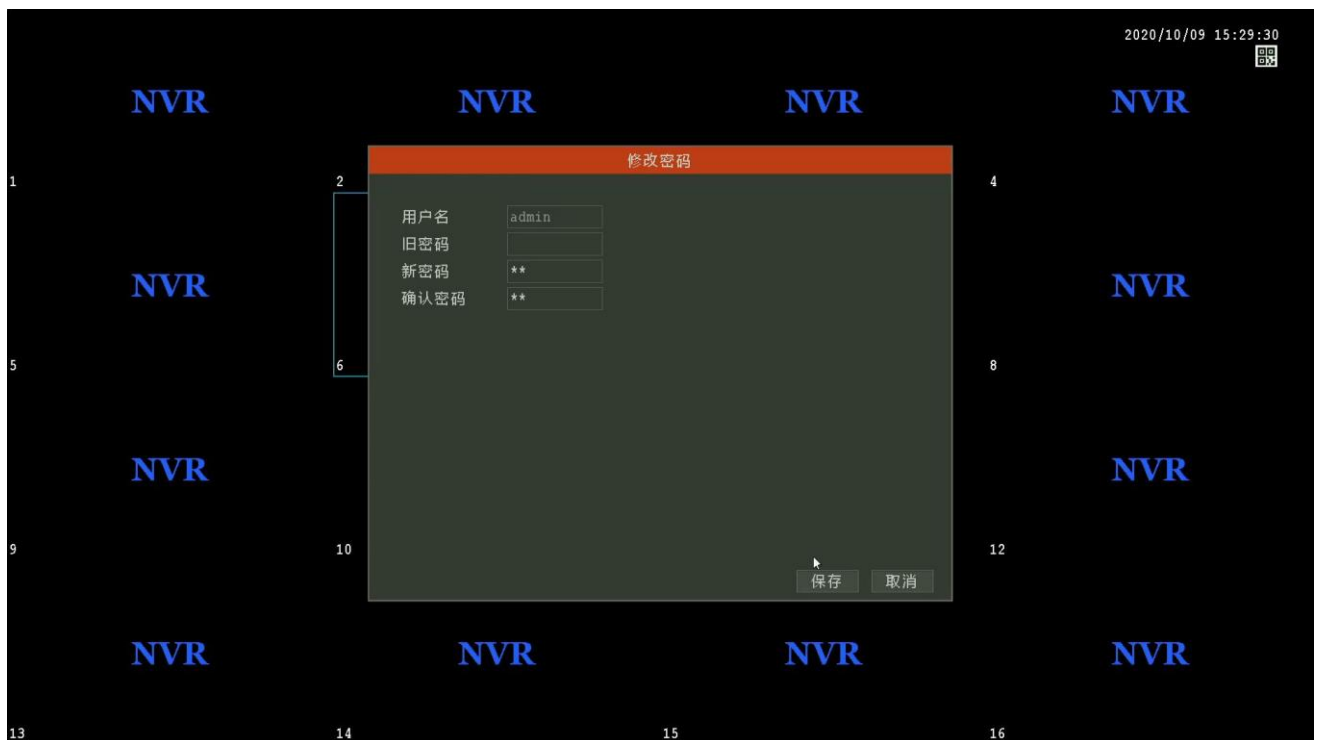 2020/10/09 15:29:30
NVR NVR NVR NVR
修改密码
1 2 4
用户名 admin
旧密码
新密码 **
确认密码 **
NVR NVR
5 6 8
NVR NVR
9 10 12
保存 取消
NVR NVR NVR NVR
13 14 15 16